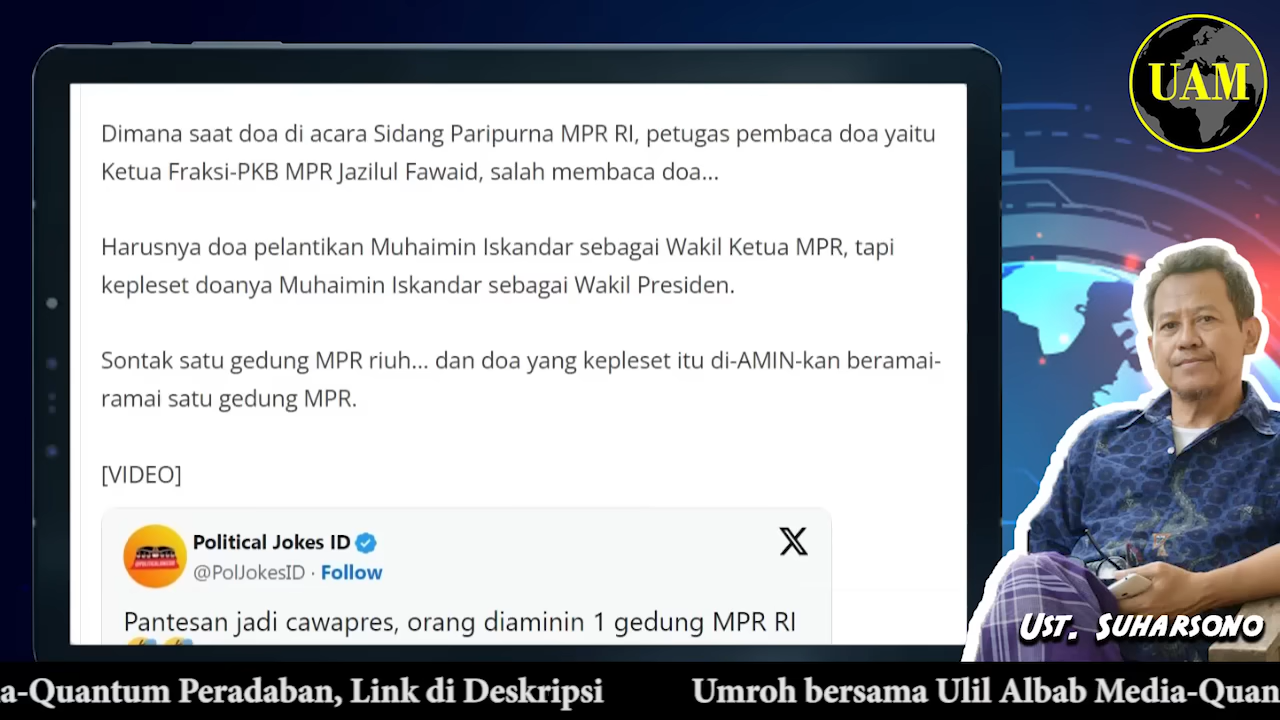 UAM
Dimana saat doa di acara Sidang Paripurna MPR RI, petugas pembaca doa yaitu
Ketua Fraksi-PKB MPR Jazilul Fawaid, salah membaca doa...
Harusnya doa pelantikan Muhaimin Iskandar sebagai Wakil Ketua MPR, tapi
kepleset doanya Muhaimin Iskandar sebagai Wakil Presiden.
Sontak satu gedung MPR riuh... dan doa yang kepleset itu di-AMIN-kan beramai-
ramai satu gedung MPR.
[VIDEO]
Political Jokes ID
@PolJokesID · Follow
Pantesan jadi cawapres, orang diaminin 1 gedung MPR RI
UST. SUHARSONO
a-Quantum Peradaban, Link di Deskripsi Umroh bersama Ulil Albab Media-Quan